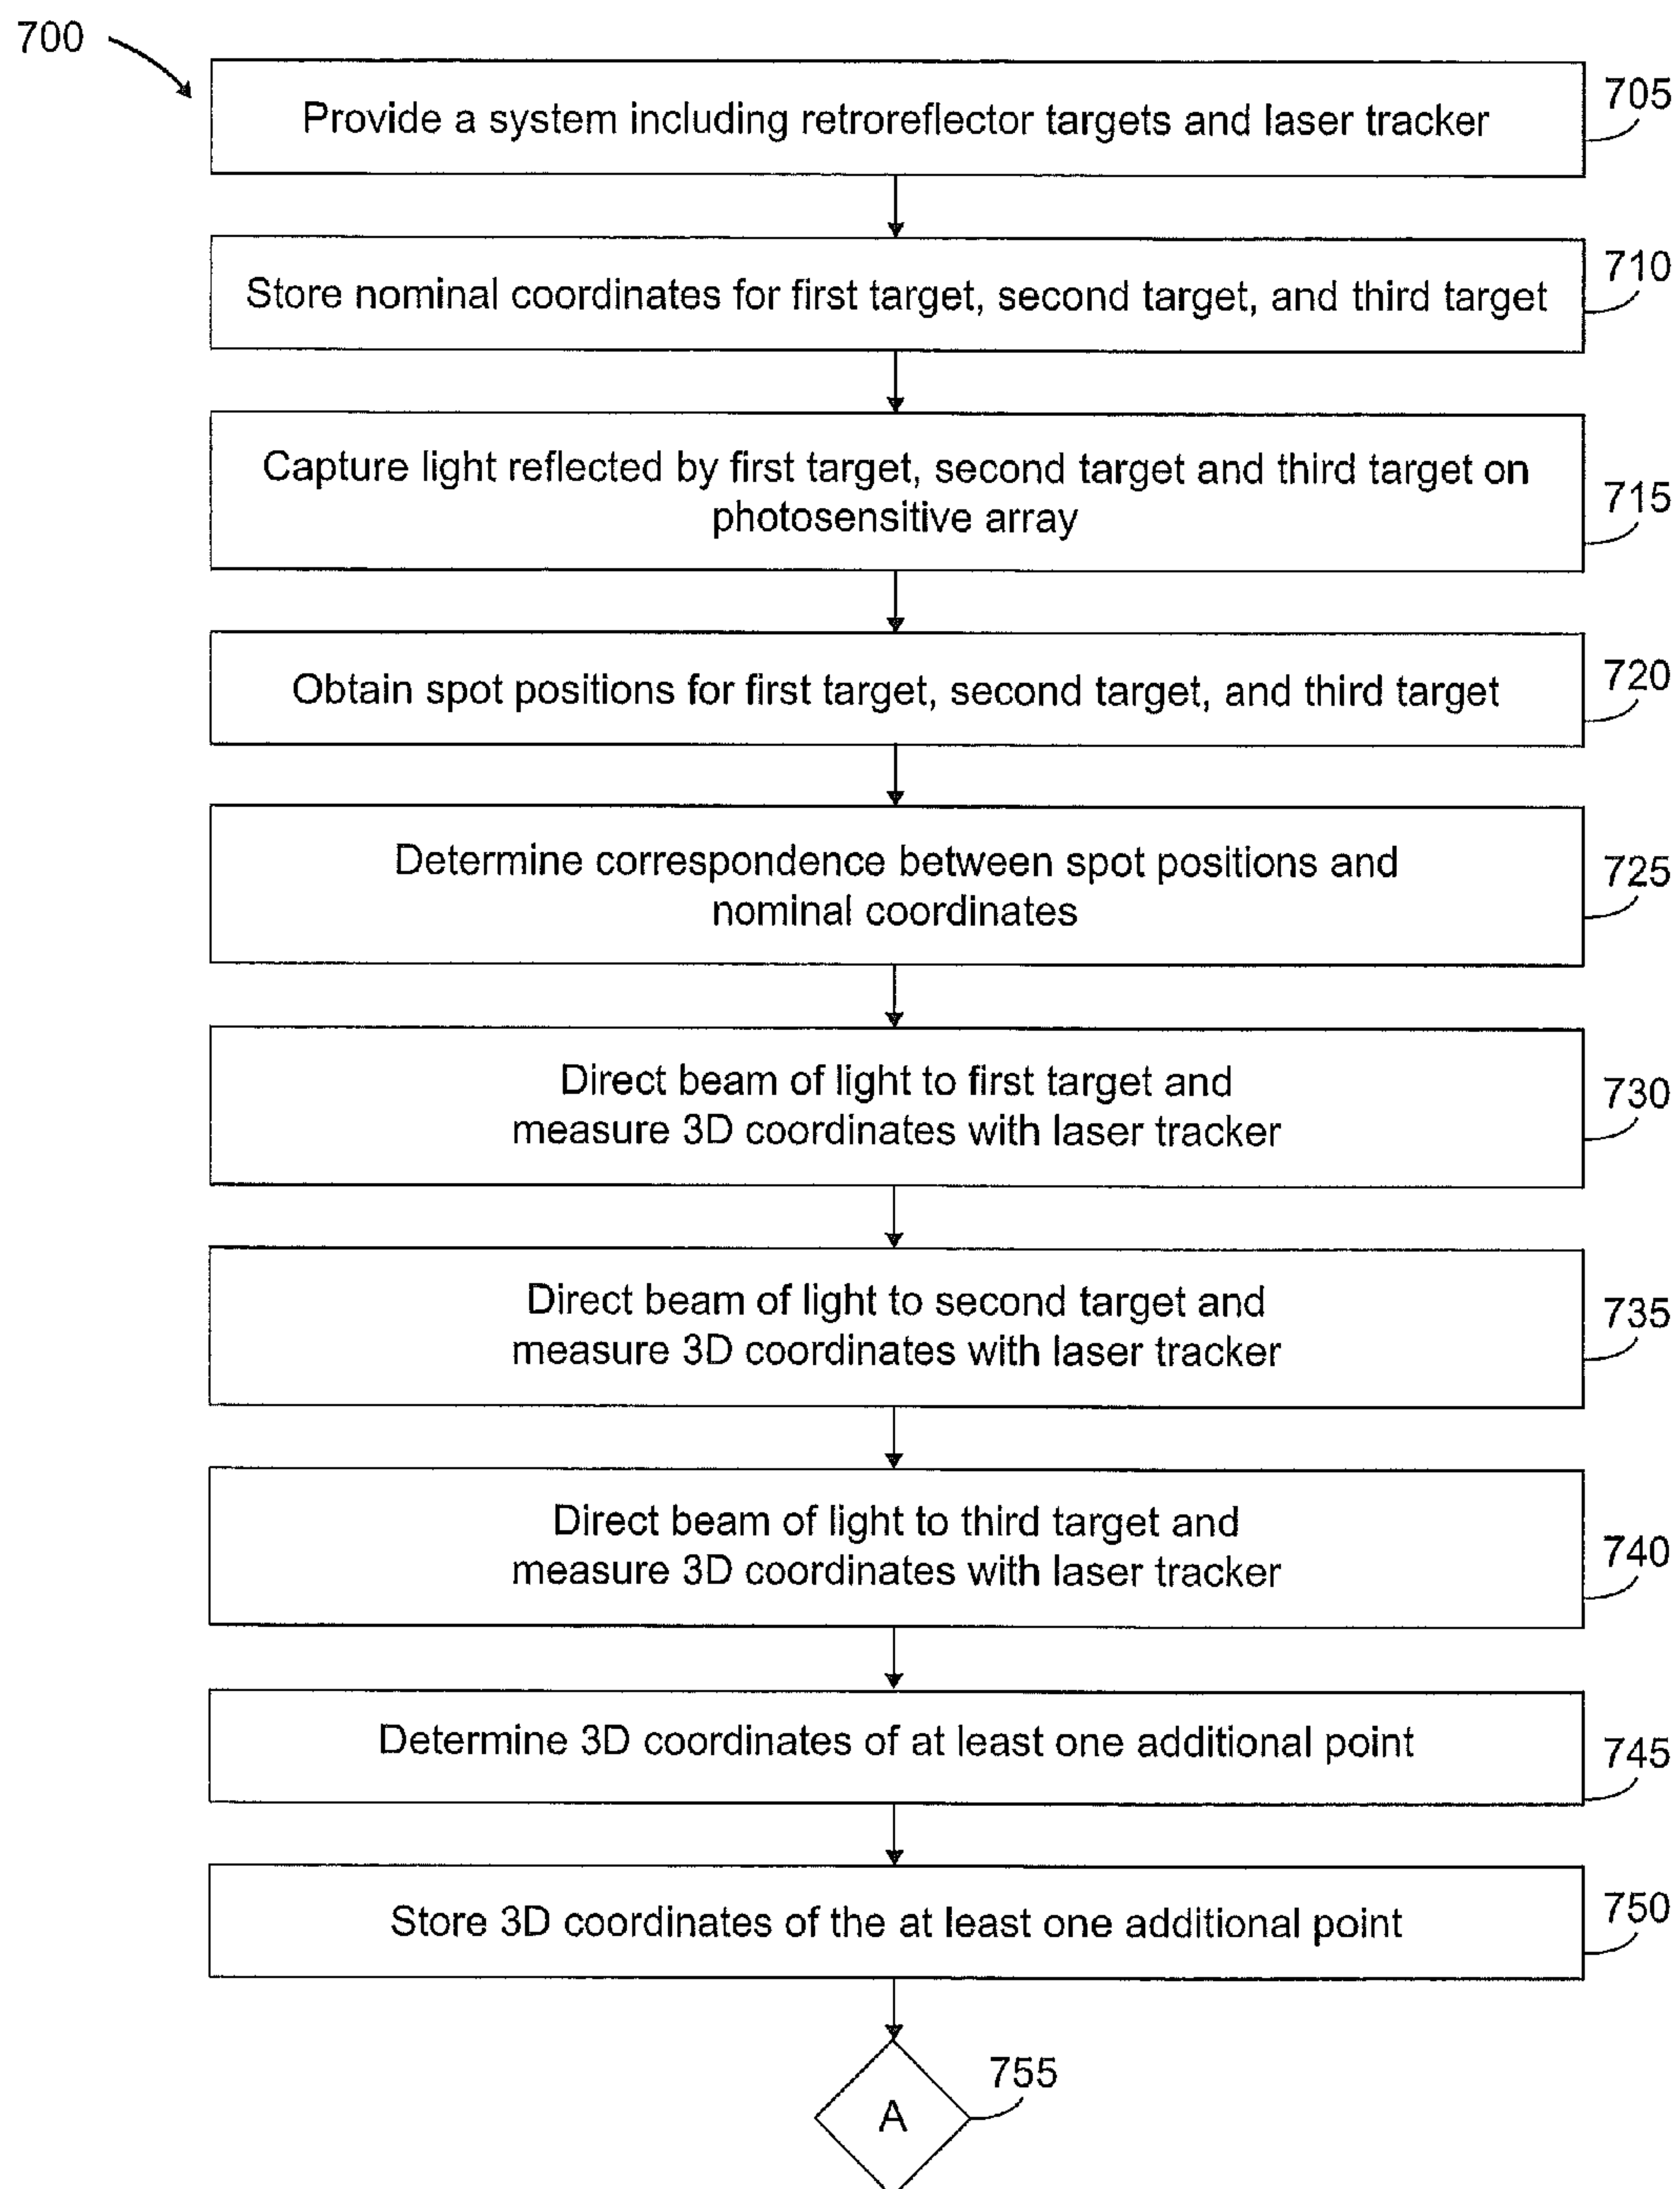 700
Provide a system including retroreflector targets and laser tracker
705
Store nominal coordinates for first target, second target, and third target
710
Capture light reflected by first target, second target and third target on
photosensitive array
715
Obtain spot positions for first target, second target, and third target
720
Determine correspondence between spot positions and
nominal coordinates
725
Direct beam of light to first target and
measure 3D coordinates with laser tracker
730
Direct beam of light to second target and
measure 3D coordinates with laser tracker
735
Direct beam of light to third target and
measure 3D coordinates with laser tracker
740
Determine 3D coordinates of at least one additional point
745
Store 3D coordinates of the at least one additional point
750
A
755